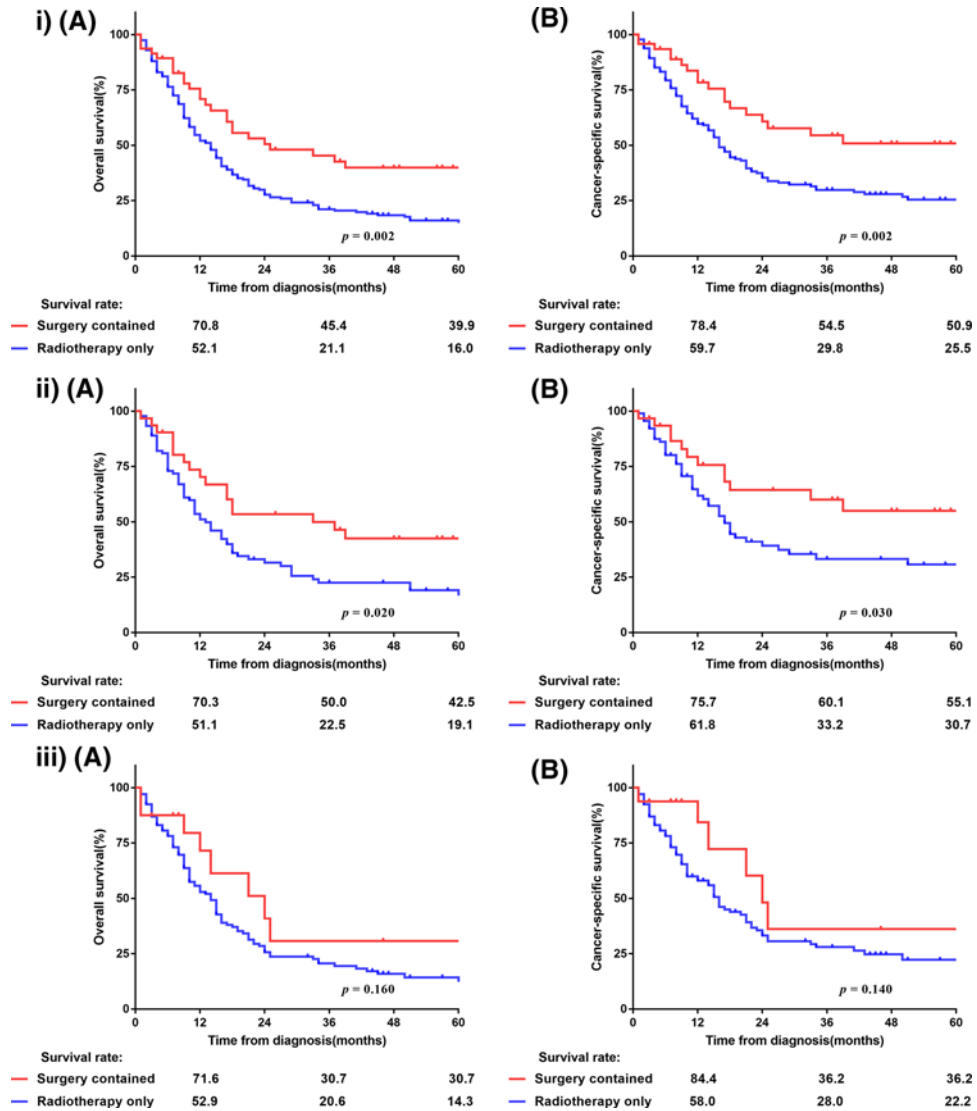 i) (A)
Overall survival(%)
100
75
50
25
0
0 12 24 36 48 60
p = 0.002
Time from diagnosis(months)
Survival rate:
Surgery contained 70.8 45.4 39.9
Radiotherapy only 52.1 21.1 16.0
(B)
Cancer-specific survival(%)
100
75
50
25
0
0 12 24 36 48 60
p = 0.002
Time from diagnosis(months)
Survival rate:
Surgery contained 78.4 54.5 50.9
Radiotherapy only 59.7 29.8 25.5
ii) (A)
Overall survival(%)
100
75
50
25
0
0 12 24 36 48 60
p = 0.020
Time from diagnosis(months)
Survival rate:
Surgery contained 70.3 50.0 42.5
Radiotherapy only 51.1 22.5 19.1
(B)
Cancer-specific survival(%)
100
75
50
25
0
0 12 24 36 48 60
p = 0.030
Time from diagnosis(months)
Survival rate:
Surgery contained 75.7 60.1 55.1
Radiotherapy only 61.8 33.2 30.7
iii) (A)
Overall survival(%)
100
75
50
25
0
0 12 24 36 48 60
p = 0.160
Time from diagnosis(months)
Survival rate:
Surgery contained 71.6 30.7 30.7
Radiotherapy only 52.9 20.6 14.3
(B)
Cancer-specific survival(%)
100
75
50
25
0
0 12 24 36 48 60
p = 0.140
Time from diagnosis(months)
Survival rate:
Surgery contained 84.4 36.2 36.2
Radiotherapy only 58.0 28.0 22.2